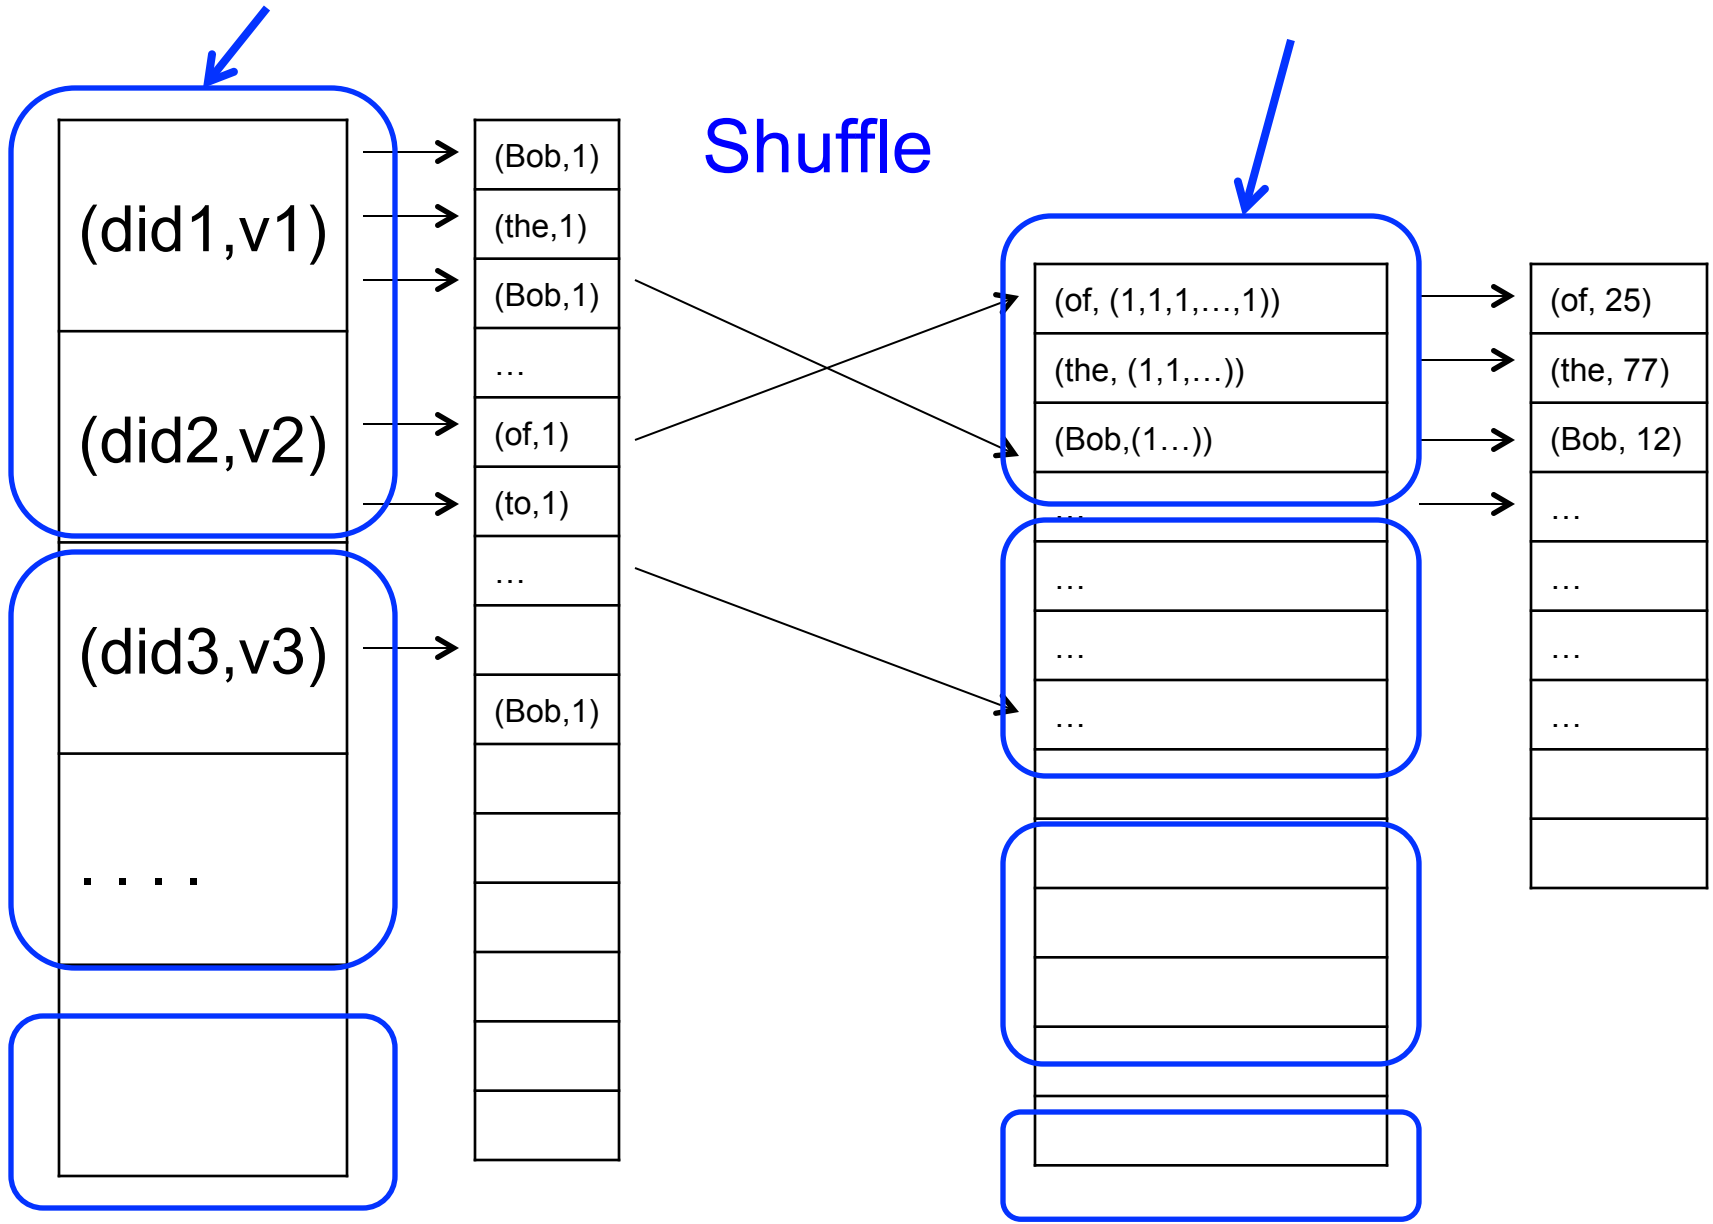 Shuffle
(did1,v1)
(did2,v2)
(did3,v3)
. . . .
(Bob,1)
(the,1)
(Bob,1)
…
(of,1)
(to,1)
…
(Bob,1)
(of, (1,1,1,…,1))
(the, (1,1,…))
(Bob,(1…))
…
…
…
…
(of, 25)
(the, 77)
(Bob, 12)
…
…
…
…